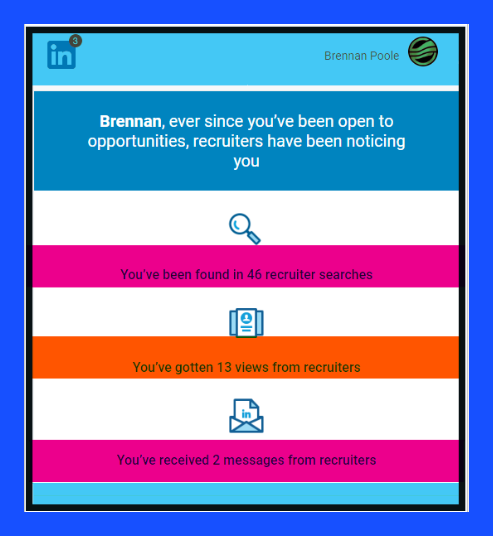 in 3
Brennan Poole
Brennan, ever since you've been open to
opportunities, recruiters have been noticing
you
You've been found in 46 recruiter searches
You've gotten 13 views from recruiters
in
You've received 2 messages from recruiters